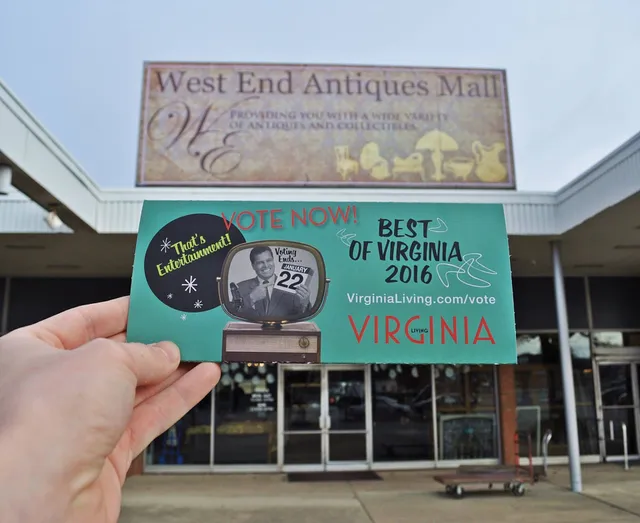 West End Antiques Mall
WE
PROVIDING YOU WITH A WIDE VARIETY
OF ANTIQUES AND COLLECTIBLES
VOTE NOW!
That's
Entertainment!
Voting
Ends...
JANUARY
22
BEST
OF VIRGINIA
2016
VirginiaLiving.com/vote
VIRGINIA
LIVING